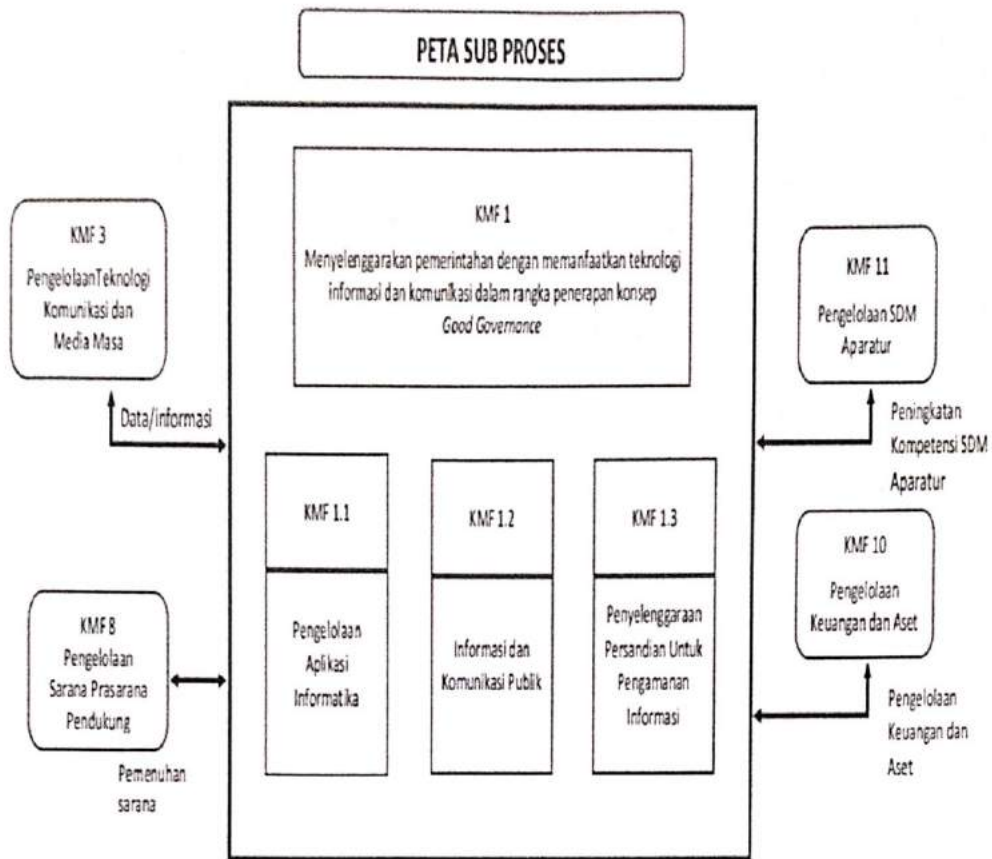 PETA SUB PROSES
KMF 1
Menyelenggarakan pemerintahan dengan memanfaatkan teknologi
informasi dan komunikasi dalam rangka penerapan konsep
Good Governance
KMF 3
PengelolaanTeknologi
Komunikasi dan
Media Masa
Data/informasi
KMF 11
Pengelolaan SDM
Aparatur
Peningkatan
Kompetensi SDM
Aparatur
KMF 1.1
Pengelolaan
Aplikasi
Informatika
KMF 1.2
Informasi dan
Komunikasi Publik
KMF 1.3
Penyelenggaraan
Persandian Untuk
Pengamanan
Informasi
KMF 8
Pengelolaan
Sarana Prasarana
Pendukung
Pemenuhan
sarana
KMF 10
Pengelolaan
Keuangan dan Aset
Pengelolaan
Keuangan dan
Aset